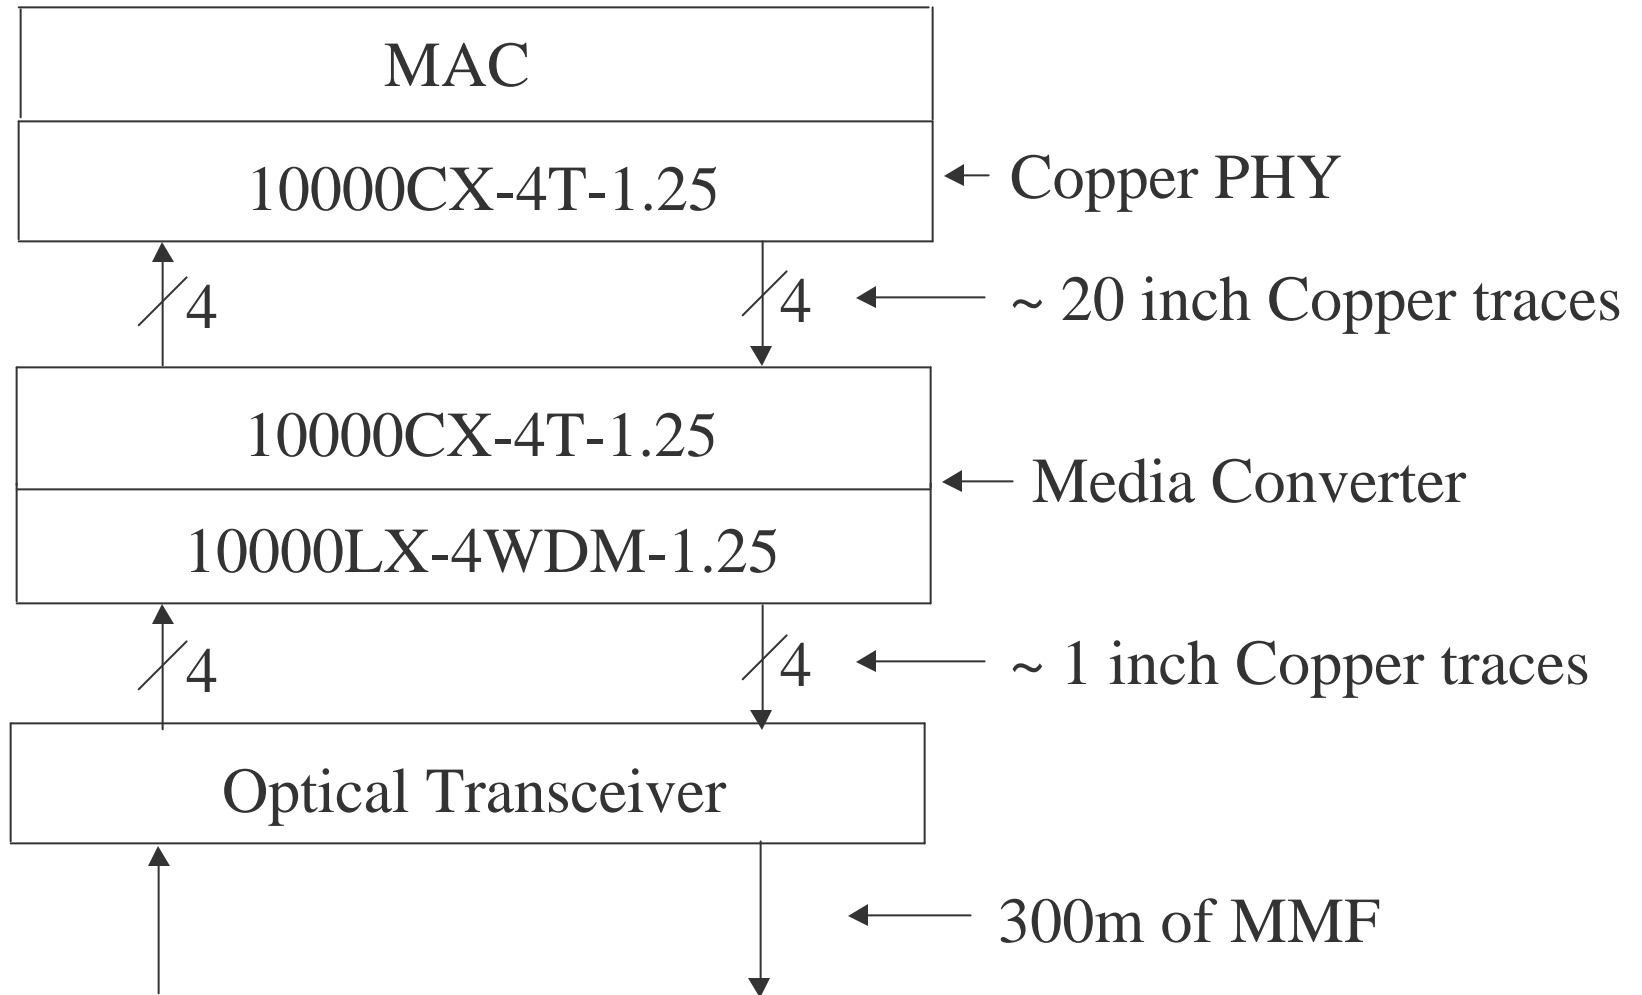 MAC
10000CX-4T-1.25
Copper PHY
4
4
~ 20 inch Copper traces
10000CX-4T-1.25
Media Converter
10000LX-4WDM-1.25
4
4
~ 1 inch Copper traces
Optical Transceiver
300m of MMF